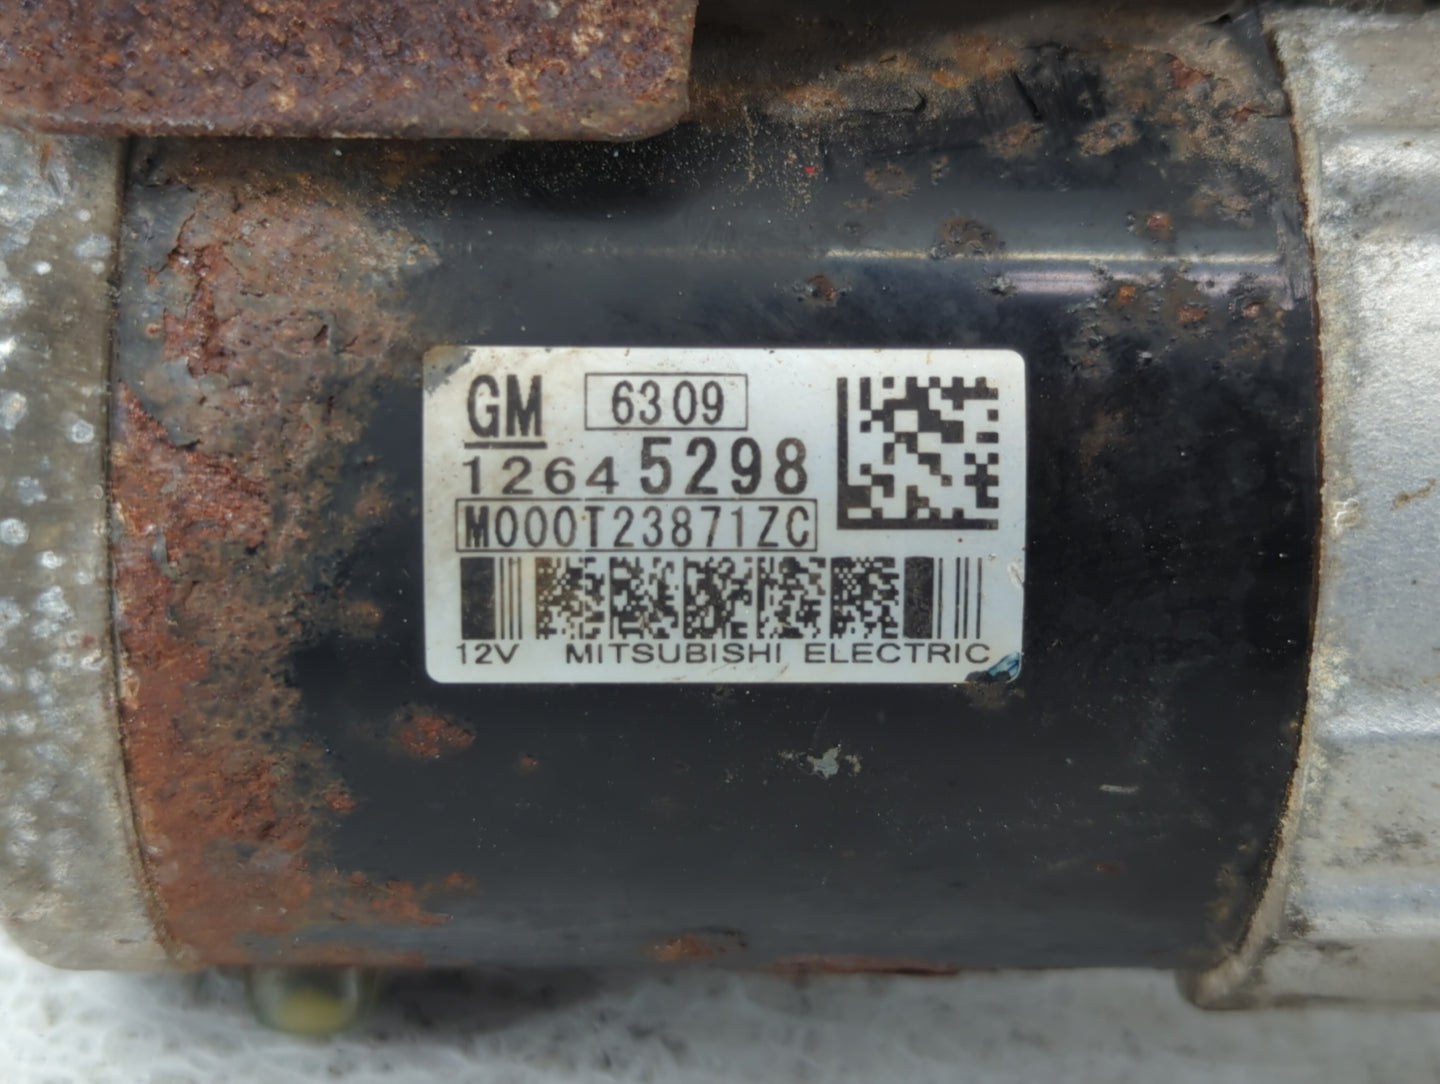 GM 6309
12645298
M000T23871ZC
12V MITSUBISHI ELECTRIC